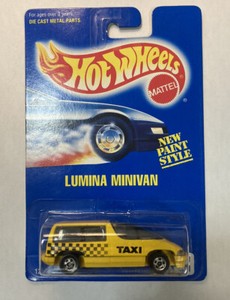 For ages over 3 years.
DIE CAST METAL PARTS
HOT WHEELS
MATTEL
NEW
PAINT
STYLE
LUMINA MINIVAN
TAXI